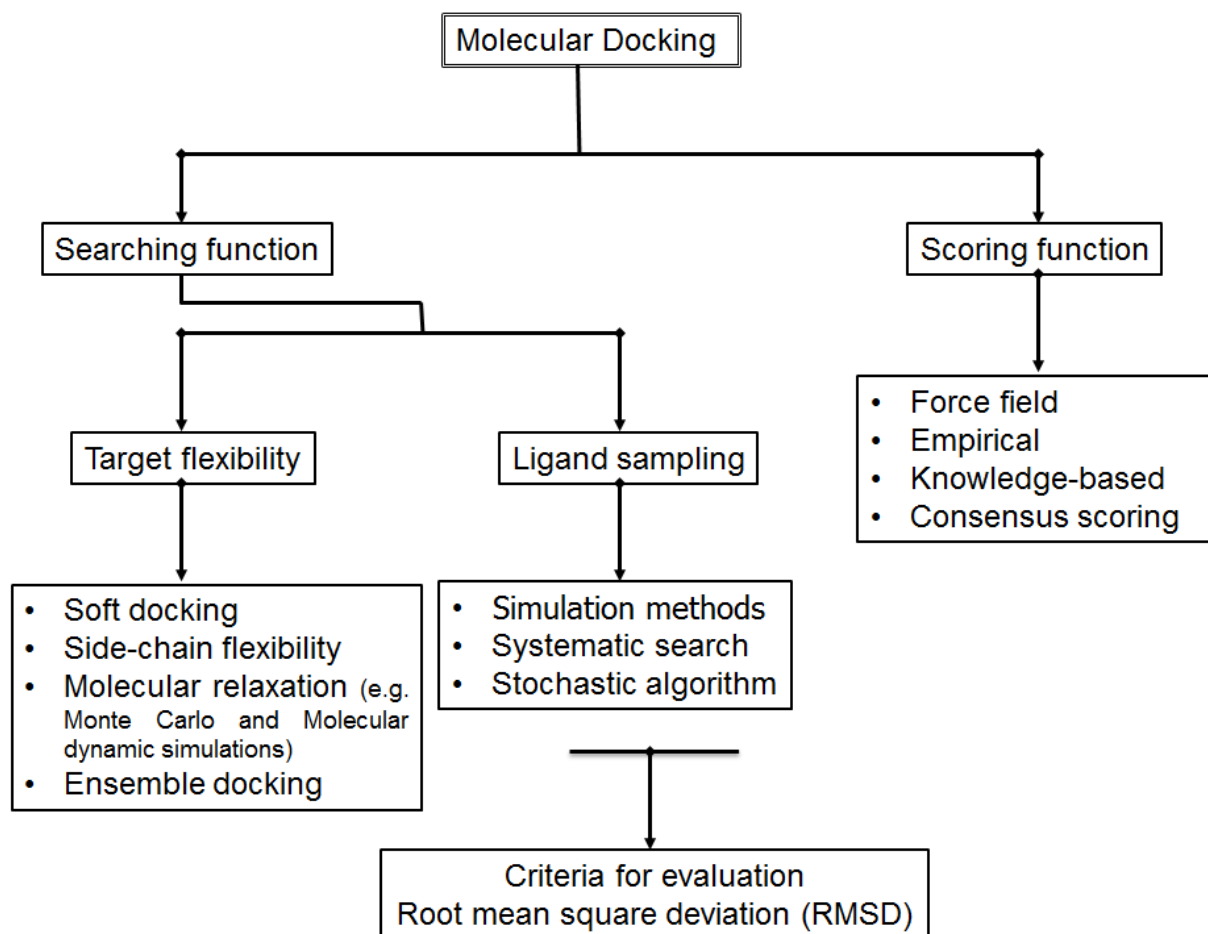 Molecular Docking
Searching function
Scoring function
Target flexibility
Ligand sampling
• Force field
• Empirical
• Knowledge-based
• Consensus scoring
• Soft docking
• Side-chain flexibility
• Molecular relaxation (e.g.
Monte Carlo and Molecular
dynamic simulations)
• Ensemble docking
• Simulation methods
• Systematic search
• Stochastic algorithm
Criteria for evaluation
Root mean square deviation (RMSD)